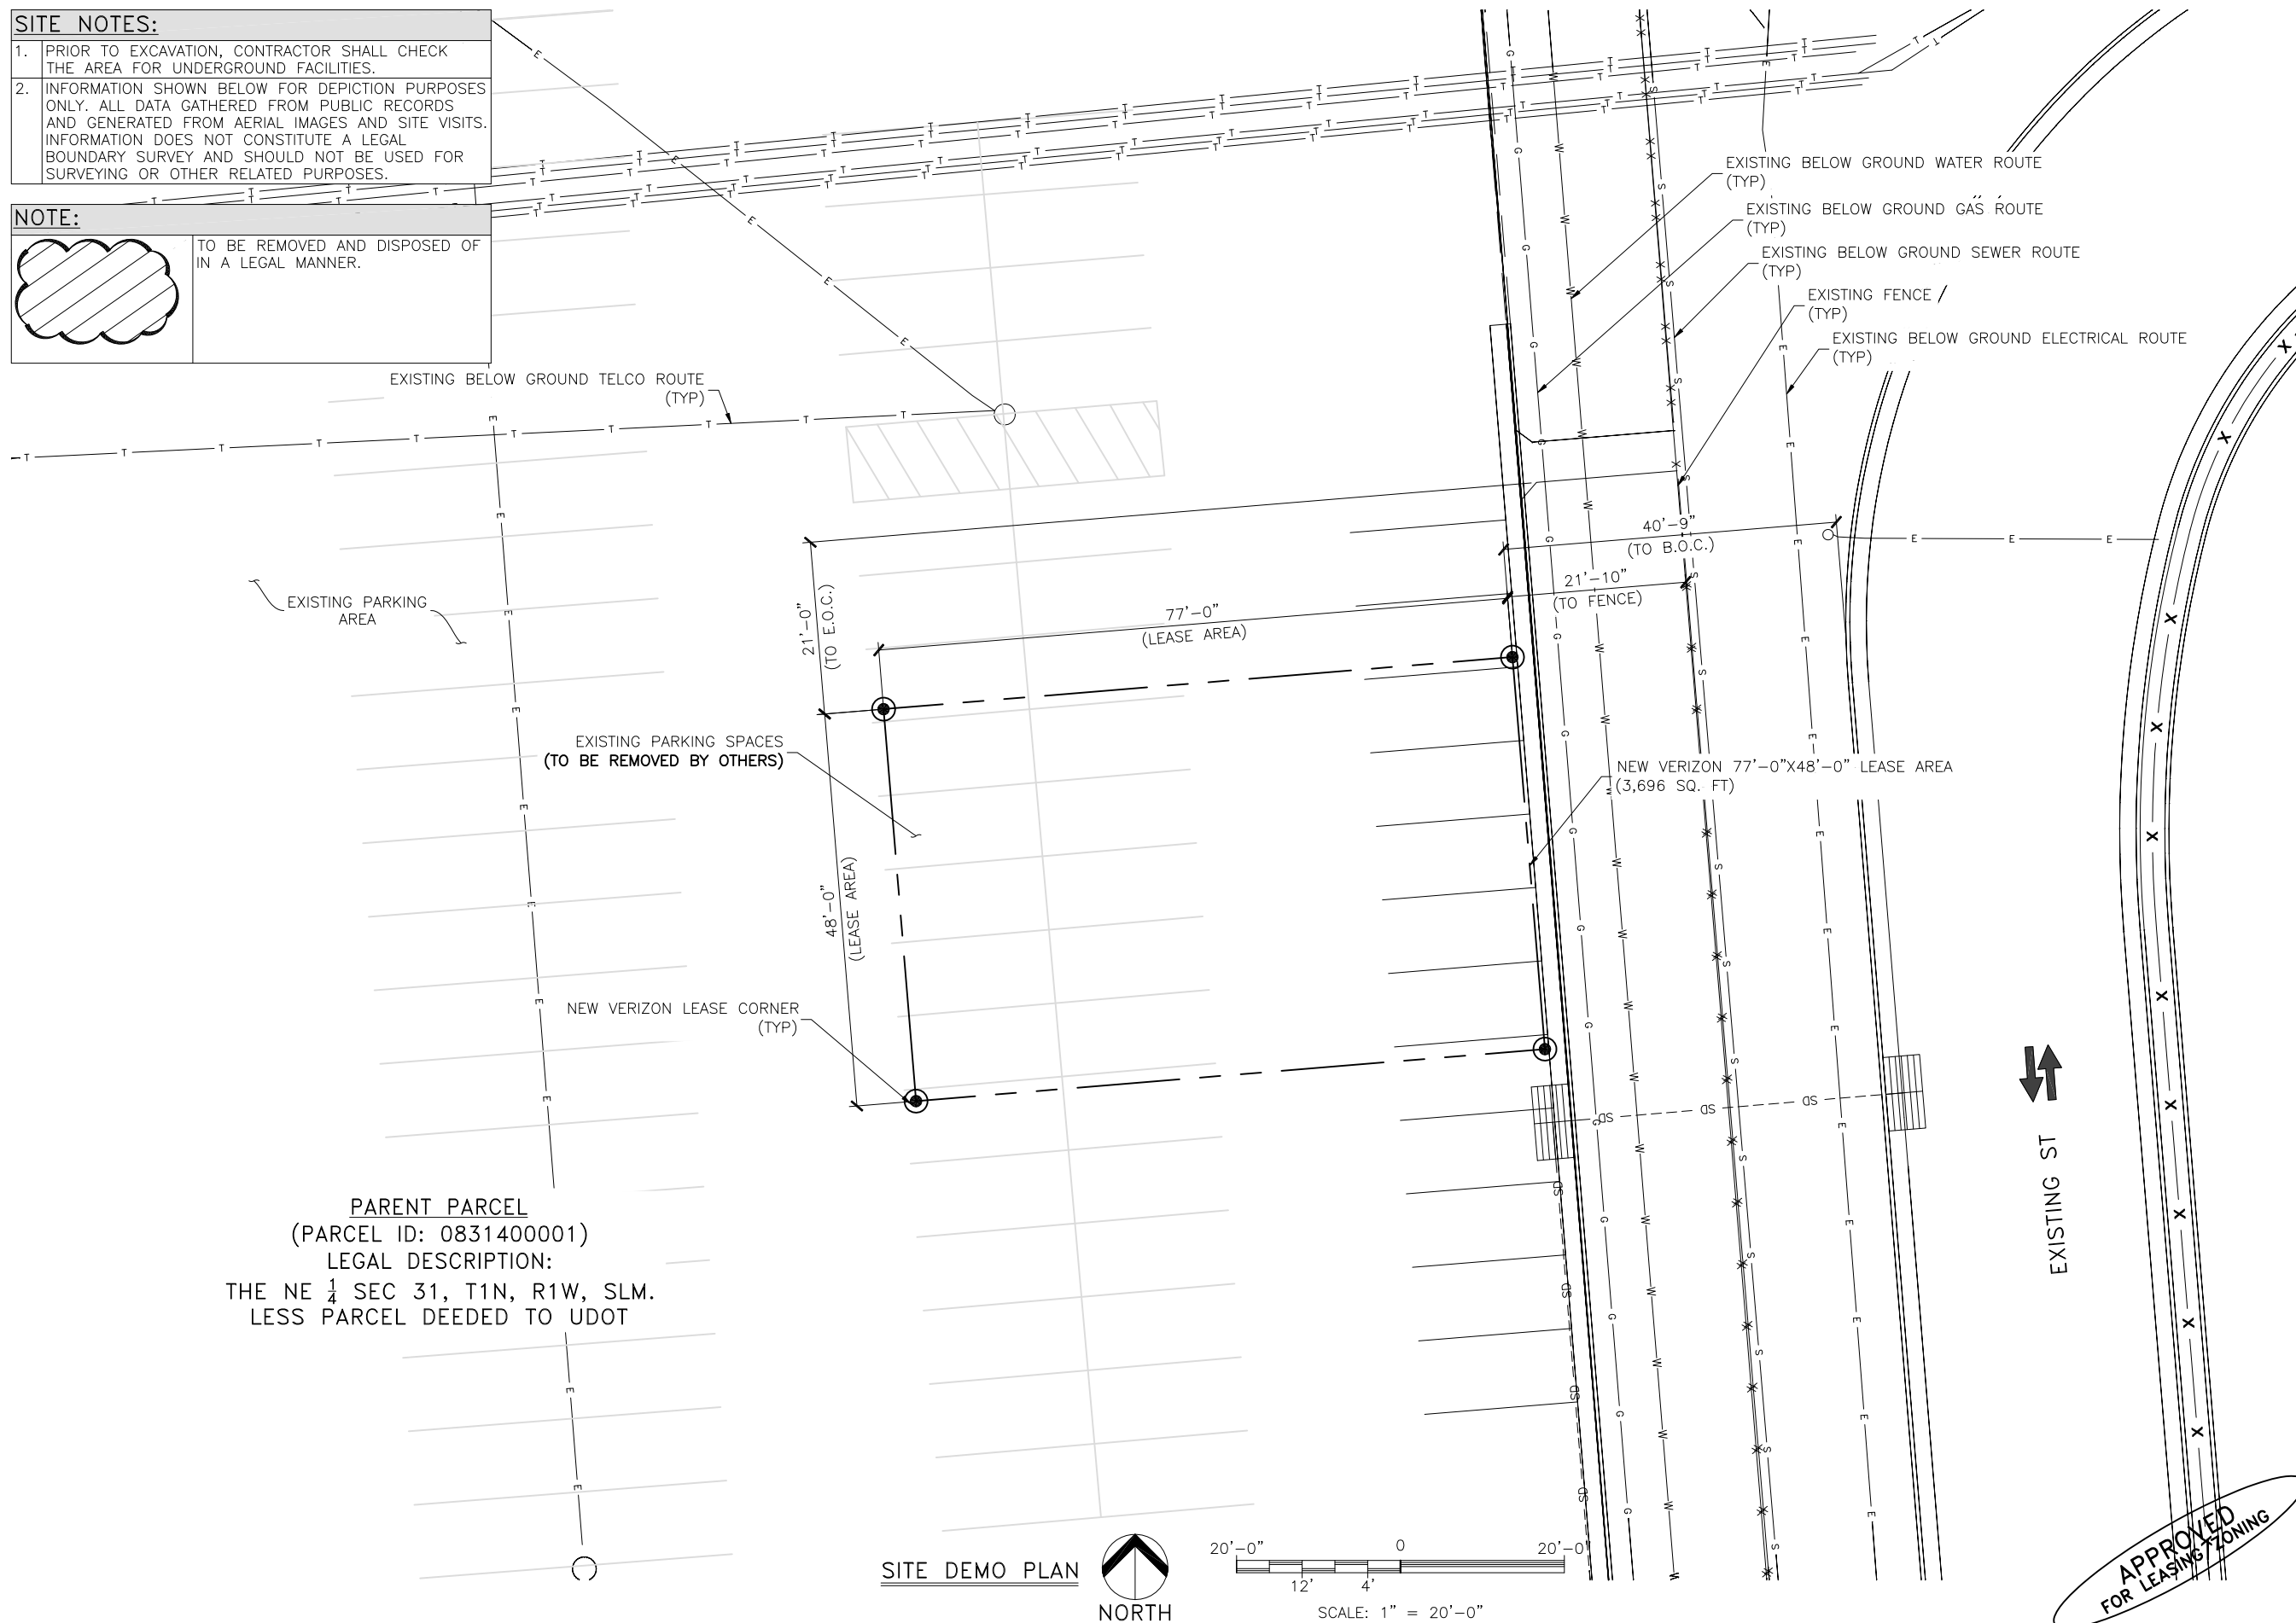 SITE NOTES:
1. PRIOR TO EXCAVATION, CONTRACTOR SHALL CHECK
THE AREA FOR UNDERGROUND FACILITIES.
2. INFORMATION SHOWN BELOW FOR DEPICTION PURPOSES
ONLY. ALL DATA GATHERED FROM PUBLIC RECORDS
AND GENERATED FROM AERIAL IMAGES AND SITE VISITS.
INFORMATION DOES NOT CONSTITUTE A LEGAL
BOUNDARY SURVEY AND SHOULD NOT BE USED FOR
SURVEYING OR OTHER RELATED PURPOSES.
NOTE:
TO BE REMOVED AND DISPOSED OF
IN A LEGAL MANNER.
EXISTING BELOW GROUND WATER ROUTE
(TYP)
EXISTING BELOW GROUND GAS ROUTE
(TYP)
EXISTING BELOW GROUND SEWER ROUTE
(TYP)
EXISTING FENCE
(TYP)
EXISTING BELOW GROUND ELECTRICAL ROUTE
(TYP)
EXISTING BELOW GROUND TELCO ROUTE
(TYP)
40'-9"
(TO B.O.C.)
21'-10"
(TO FENCE)
77'-0"
(LEASE AREA)
21'-0"
(TO E.O.C.)
EXISTING PARKING
AREA
EXISTING PARKING SPACES
(TO BE REMOVED BY OTHERS)
NEW VERIZON 77'-0"X48'-0" LEASE AREA
(3,696 SQ. FT)
48'-0"
(LEASE AREA)
NEW VERIZON LEASE CORNER
(TYP)
EXISTING ST
PARENT PARCEL
(PARCEL ID: 0831400001)
LEGAL DESCRIPTION:
THE NE 1/4 SEC 31, T1N, R1W, SLM.
LESS PARCEL DEEDED TO UDOT
SITE DEMO PLAN
NORTH
20'-0" 0 20'-0"
12' 4'
SCALE: 1" = 20'-0"
APPROVED
FOR LEASING ZONING